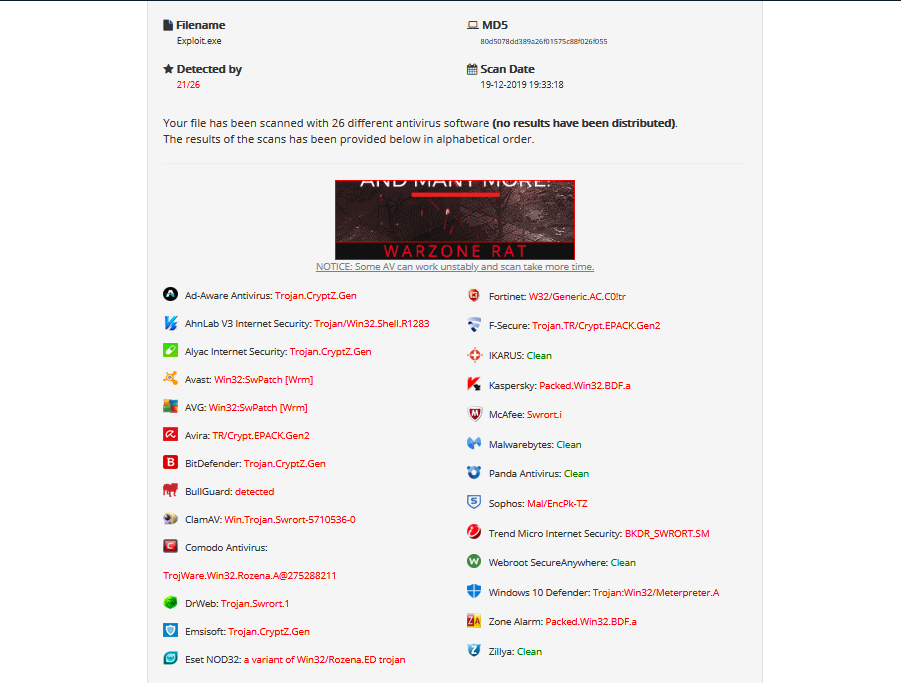 Filename
Exploit.exe
MD5
80d5078dd389a26f01575c88f026f055
Detected by
21/26
Scan Date
19-12-2019 19:33:18
Your file has been scanned with 26 different antivirus software (no results have been distributed).
The results of the scans has been provided below in alphabetical order.
AND MANY MORE!
WARZONE RAT
NOTICE: Some AV can work unstably and scan take more time.
Ad-Aware Antivirus: Trojan.CryptZ.Gen
AhnLab V3 Internet Security: Trojan/Win32.Shell.R1283
Alyac Internet Security: Trojan.CryptZ.Gen
Avast: Win32:SwPatch [Wrm]
AVG: Win32:SwPatch [Wrm]
Avira: TR/Crypt.EPACK.Gen2
BitDefender: Trojan.CryptZ.Gen
BullGuard: detected
ClamAV: Win.Trojan.Swrort-5710536-0
Comodo Antivirus:
TrojWare.Win32.Rozena.A@275288211
DrWeb: Trojan.Swrort.1
Emsisoft: Trojan.CryptZ.Gen
Eset NOD32: a variant of Win32/Rozena.ED trojan
Fortinet: W32/Generic.AC.C0!tr
F-Secure: Trojan.TR/Crypt.EPACK.Gen2
IKARUS: Clean
Kaspersky: Packed.Win32.BDF.a
McAfee: Swrort.i
Malwarebytes: Clean
Panda Antivirus: Clean
Sophos: Mal/EncPk-TZ
Trend Micro Internet Security: BKDR_SWRORT.SM
Webroot SecureAnywhere: Clean
Windows 10 Defender: Trojan:Win32/Meterpreter.A
Zone Alarm: Packed.Win32.BDF.a
Zillya: Clean